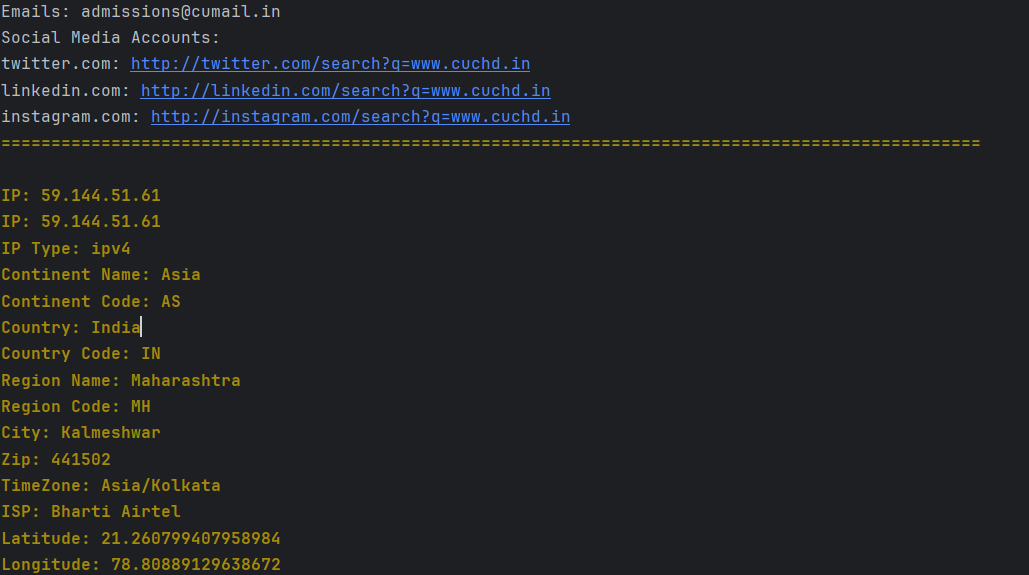 Emails: admissions@cumail.in
Social Media Accounts:
twitter.com: http://twitter.com/search?q=www.cuchd.in
linkedin.com: http://linkedin.com/search?q=www.cuchd.in
instagram.com: http://instagram.com/search?q=www.cuchd.in
==================================================================================================
IP: 59.144.51.61
IP: 59.144.51.61
IP Type: ipv4
Continent Name: Asia
Continent Code: AS
Country: India
Country Code: IN
Region Name: Maharashtra
Region Code: MH
City: Kalmeshwar
Zip: 441502
TimeZone: Asia/Kolkata
ISP: Bharti Airtel
Latitude: 21.260799407958984
Longitude: 78.80889129638672